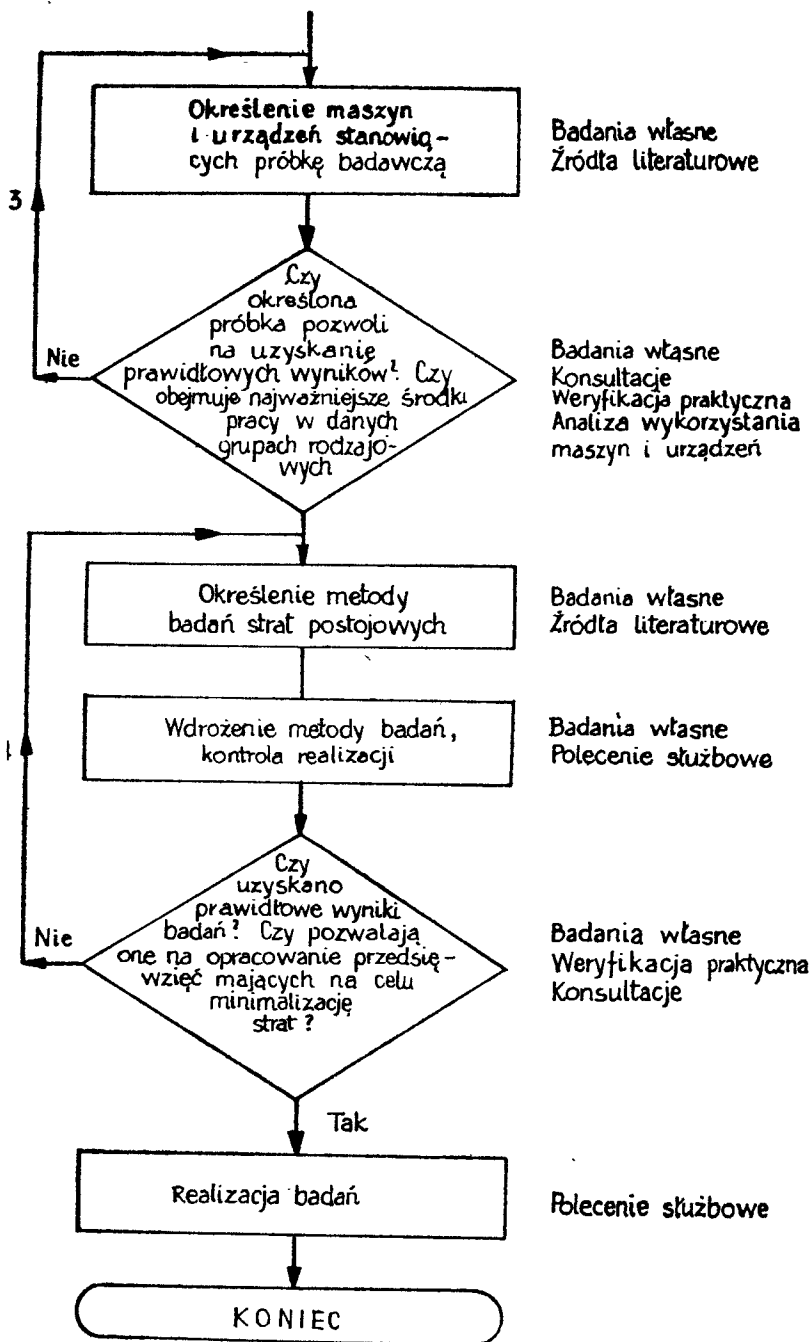 Określenie maszyn
i urządzeń stanowią-
cych próbkę badawczą
Badania własne
Źródła literaturowe
3
Czy
określona
próbka pozwoli
na uzyskanie
prawidłowych wyników? Czy
obejmuje najważniejsze środki
pracy w danych
grupach rodzajo-
wych
Nie
Badania własne
Konsultacje
Weryfikacja praktyczna
Analiza wykorzystania
maszyn i urządzeń
Określenie metody
badań strat postojowych
Badania własne
Źródła literaturowe
Wdrożenie metody badań,
kontrola realizacji
Badania własne
Polecenie służbowe
Czy
uzyskano
prawidłowe wyniki
badań? Czy pozwalają
one na opracowanie przedsię-
wzięć mających na celu
minimalizację
strat?
Nie
Badania własne
Weryfikacja praktyczna
Konsultacje
Tak
Realizacja badań
Polecenie służbowe
KONIEC